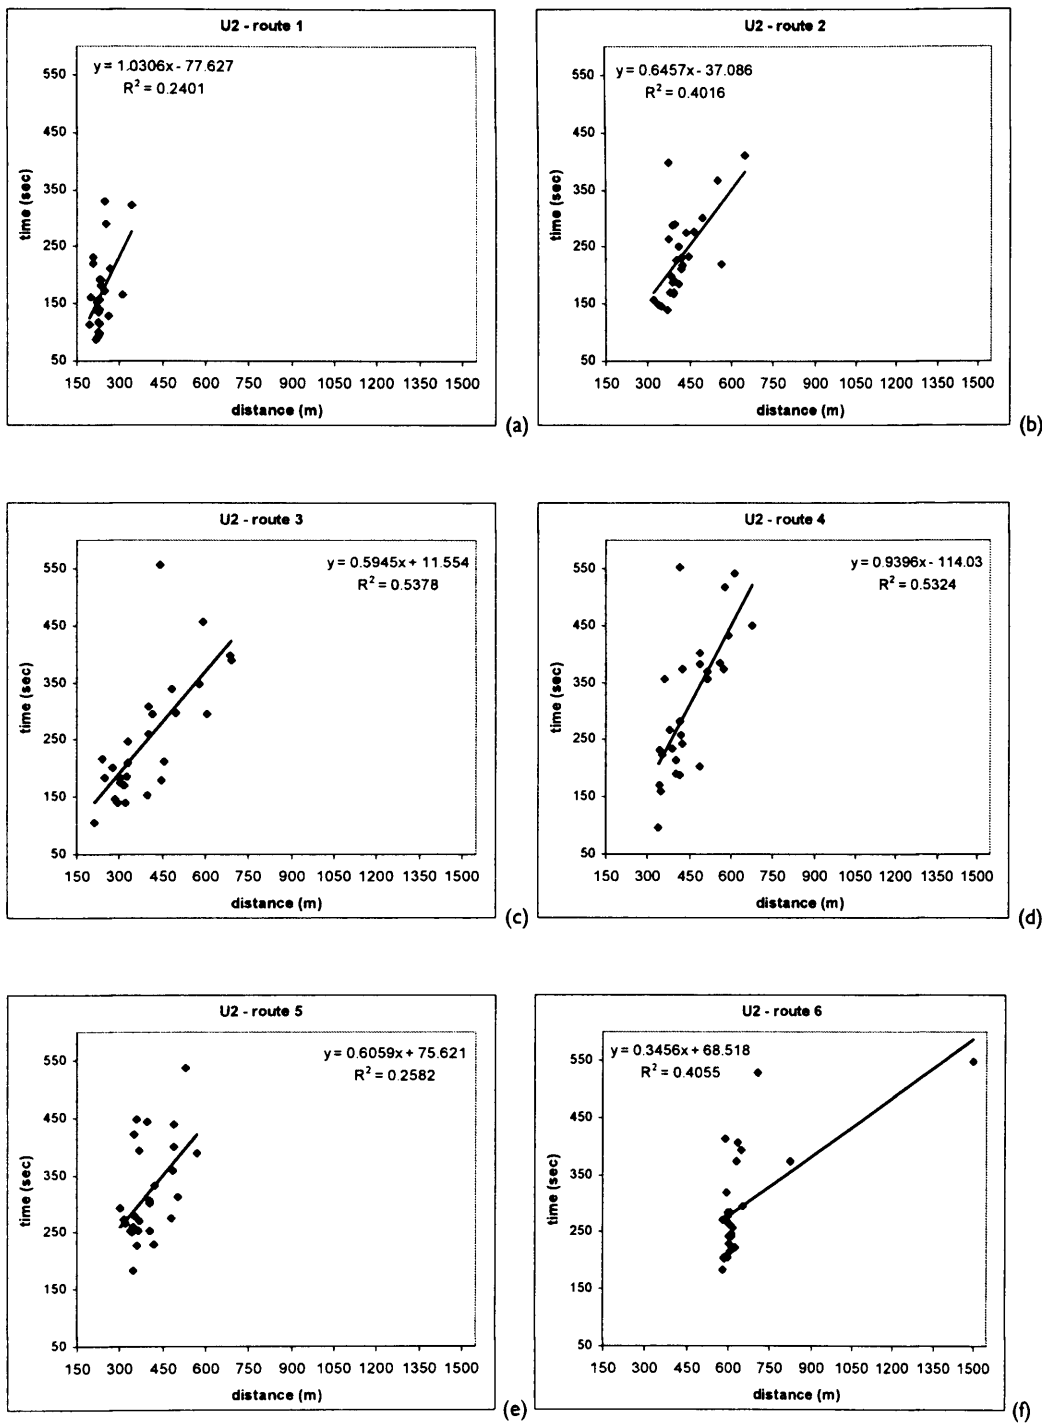 U2 - route 1
y = 1.0306x - 77.627
R² = 0.2401
550
450
350
250
150
50
time (sec)
150 300 450 600 750 900 1050 1200 1350 1500
distance (m)
(a)
U2 - route 2
y = 0.6457x - 37.086
R² = 0.4016
550
450
350
250
150
50
time (sec)
150 300 450 600 750 900 1050 1200 1350 1500
distance (m)
(b)
U2 - route 3
y = 0.5945x + 11.554
R² = 0.5378
550
450
350
250
150
50
time (sec)
150 300 450 600 750 900 1050 1200 1350 1500
distance (m)
(c)
U2 - route 4
y = 0.9396x - 114.03
R² = 0.5324
550
450
350
250
150
50
time (sec)
150 300 450 600 750 900 1050 1200 1350 1500
distance (m)
(d)
U2 - route 5
y = 0.6059x + 75.621
R² = 0.2582
550
450
350
250
150
50
time (sec)
150 300 450 600 750 900 1050 1200 1350 1500
distance (m)
(e)
U2 - route 6
y = 0.3456x + 68.518
R² = 0.4055
550
450
350
250
150
50
time (sec)
150 300 450 600 750 900 1050 1200 1350 1500
distance (m)
(f)